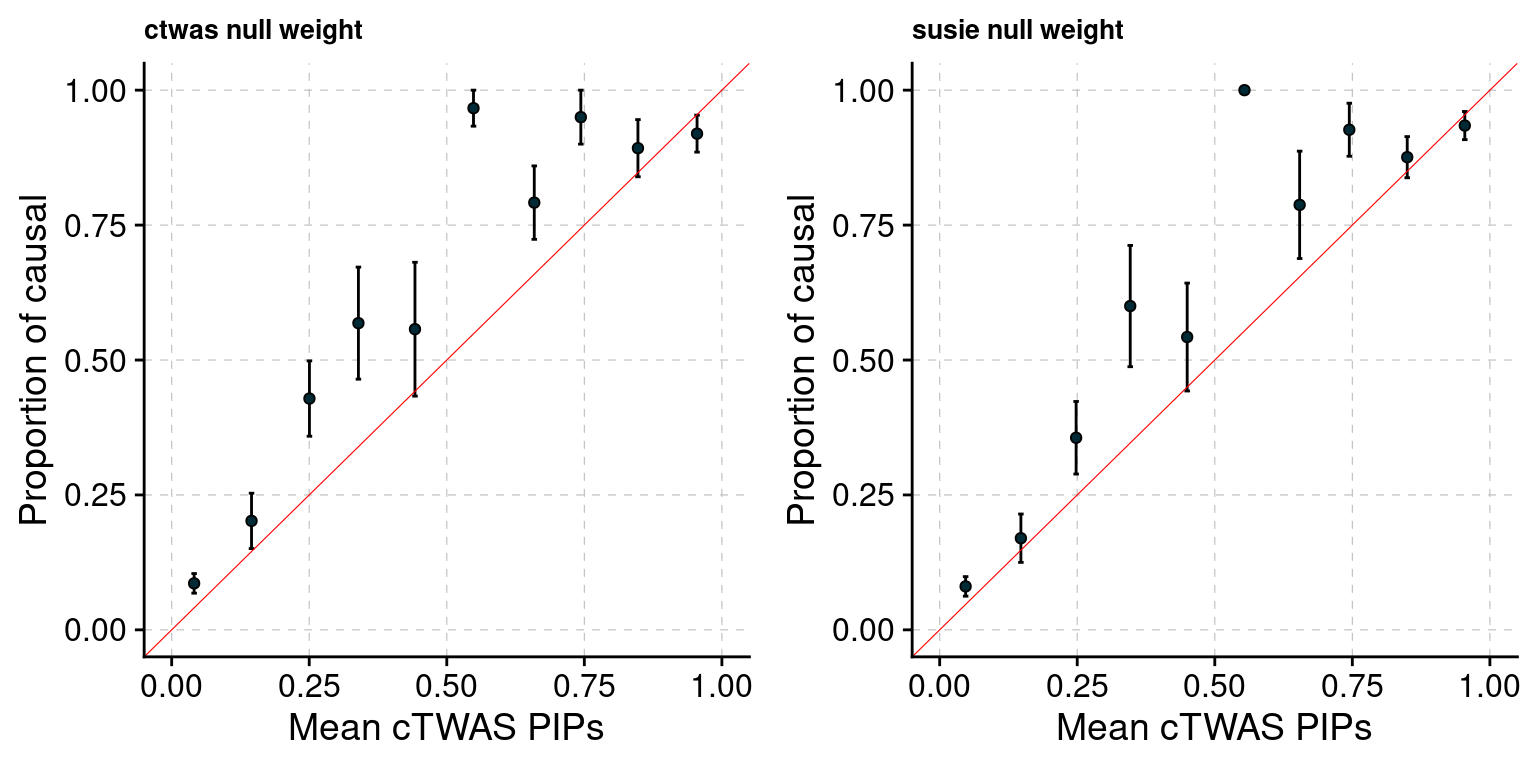 ctwas null weight
1.00
0.75
0.50
0.25
0.00
0.00 0.25 0.50 0.75 1.00
Mean cTWAS PIPs
Proportion of causal
susie null weight
1.00
0.75
0.50
0.25
0.00
0.00 0.25 0.50 0.75 1.00
Mean cTWAS PIPs
Proportion of causal